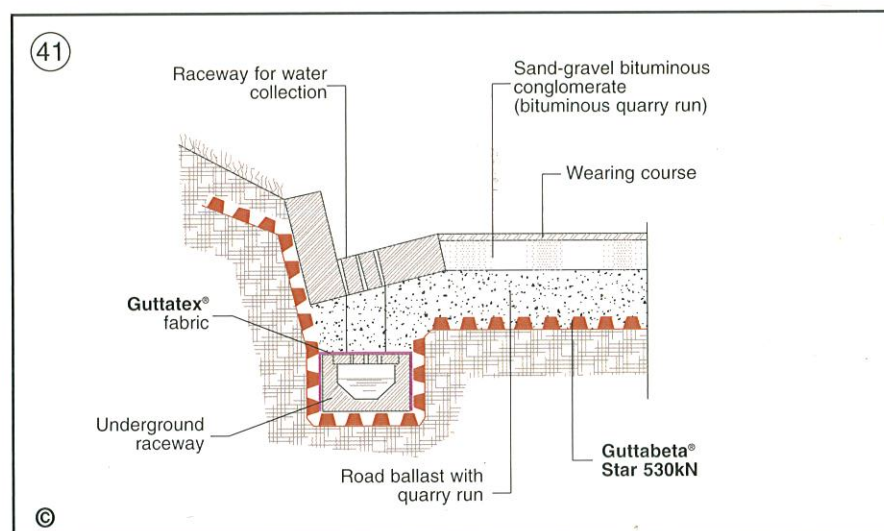 41
Raceway for water
collection
Sand-gravel bituminous
conglomerate
(bituminous quarry run)
Wearing course
Guttatex®
fabric
Underground
raceway
Road ballast with
quarry run
Guttabeta®
Star 530kN
©